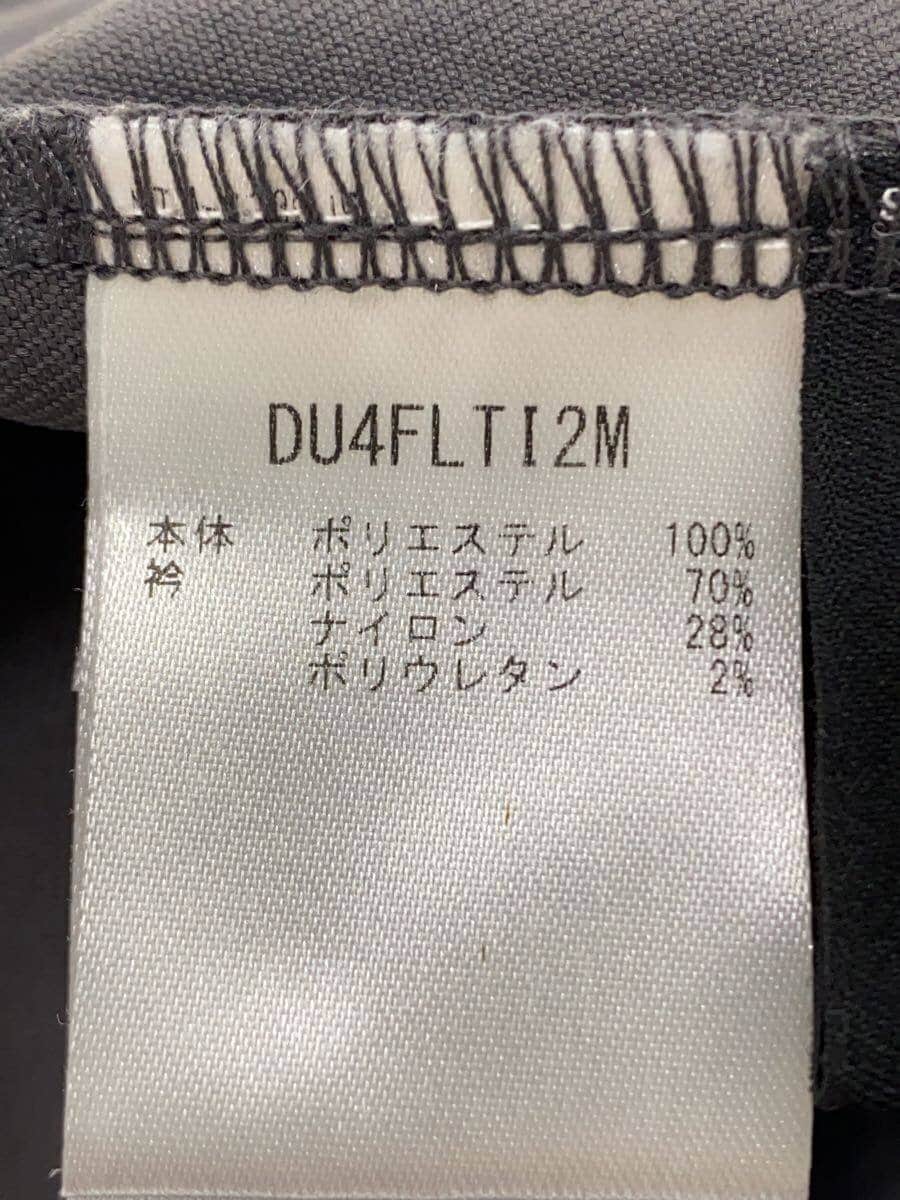 DU4FLTI2M
本体 ポリエステル 100%
衿 ポリエステル 70%
ナイロン 28%
ポリウレタン 2%